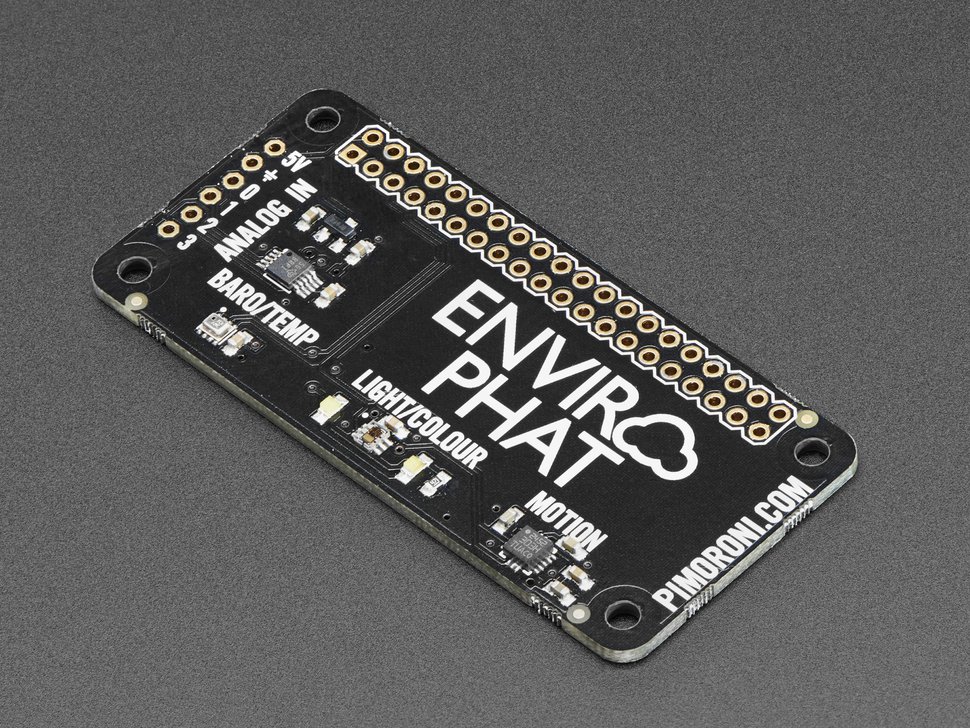 5V
+
0
1
2
3
ANALOG IN
BARO/TEMP
LIGHT/COLOUR
MOTION
ENVIRO
PHAT
PIMORONI.COM